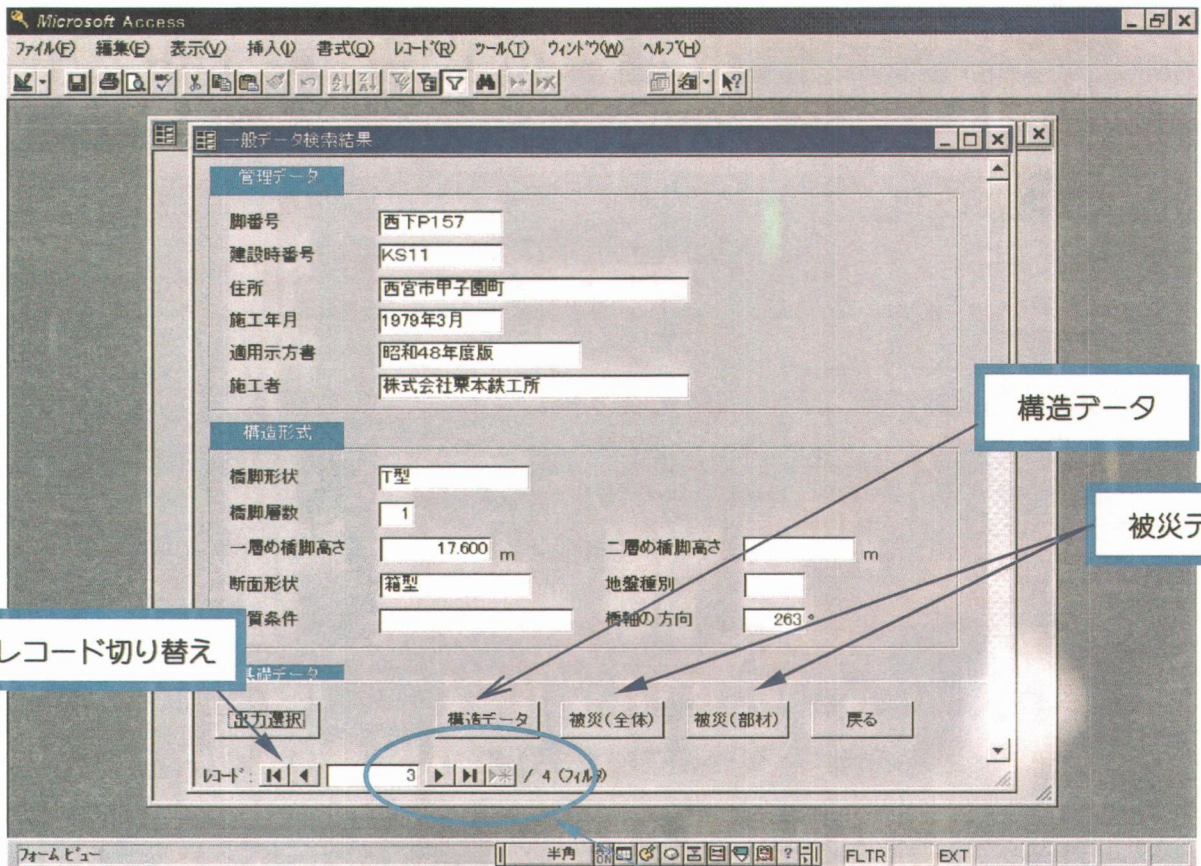 Microsoft Access
ファイル(F) 編集(E) 表示(V) 挿入(I) 書式(O) レコード(R) ツール(T) ウィンドウ(W) ヘルプ(H)
一般データ検索結果
管理データ
脚番号 西下P157
建設時番号 KS11
住所 西宮市甲子園町
施工年月 1979年3月
適用示方書 昭和48年度版
施工者 株式会社栗本鉄工所
構造データ
構造形式
橋脚形状 T型
橋脚層数 1
被災デ
一層め橋脚高さ 17.600 m 二層め橋脚高さ m
断面形状 箱型 地盤種別
質条件 橋軸の方向 263°
レコード切り替え
基礎データ
出力選択 構造データ 被災(全体) 被災(部材) 戻る
レコード: 3 / 4 (フィルタ)
フォーム ビュー 半角 FLTR EXT